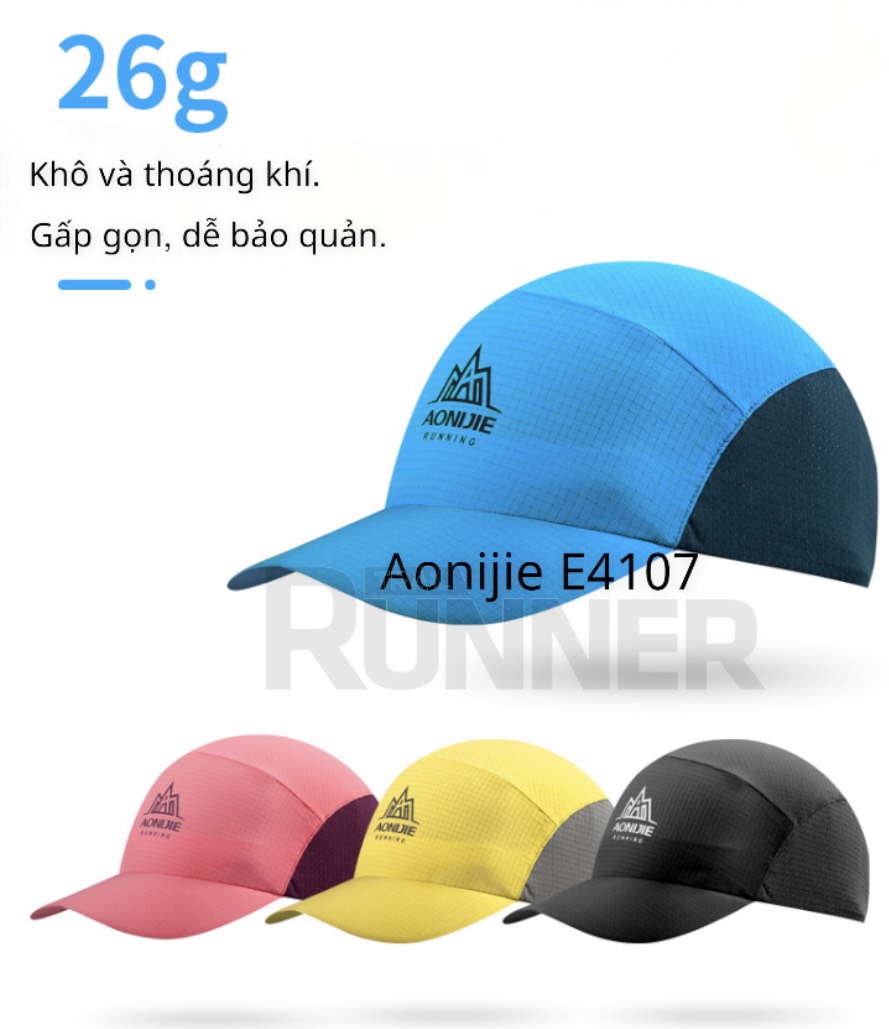 26g
Khô và thoáng khí.
Gấp gọn, dễ bảo quản.
AONIJIE
RUNNING
Aonijie E4107
RUNNER
AONIJIE
RUNNING
AONIJIE
RUNNING
AONIJIE
RUNNING